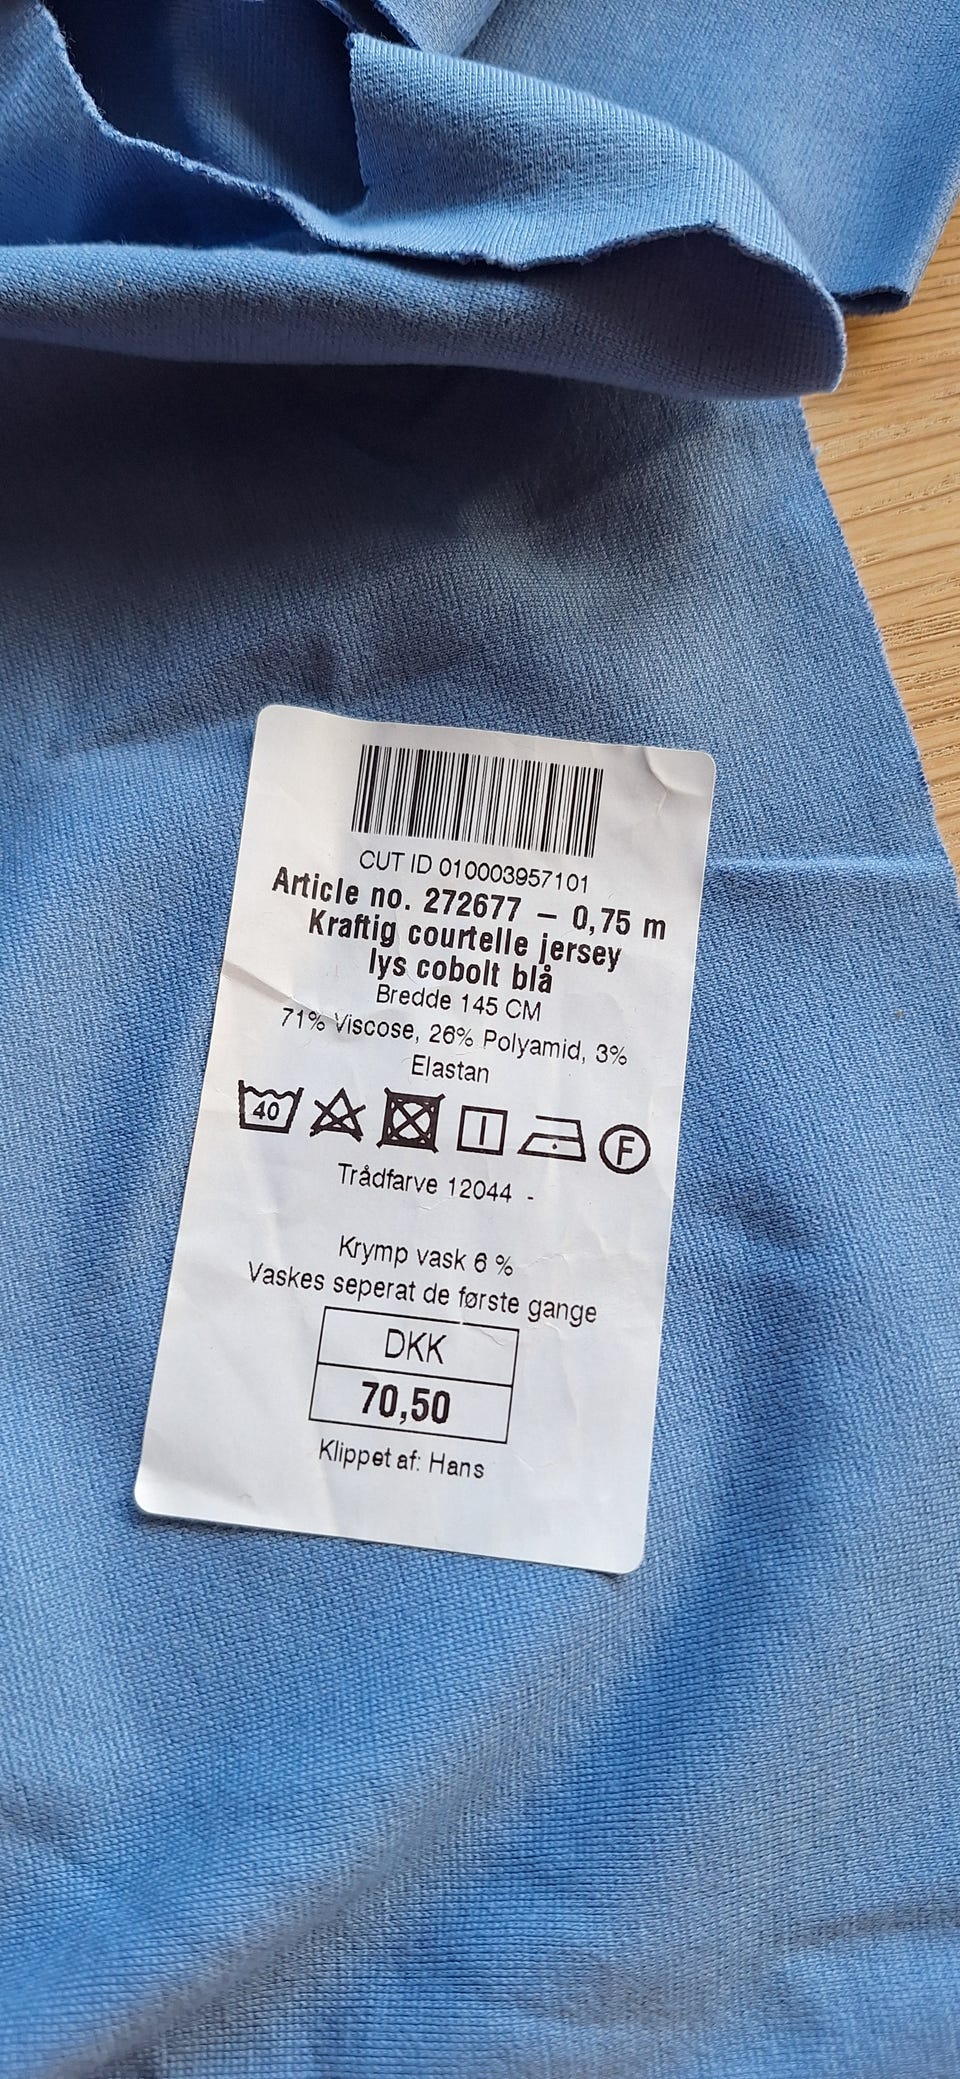 CUT ID 010003957101
Article no. 272677 – 0,75 m
Kraftig courtelle jersey
lys cobolt blå
Bredde 145 CM
71% Viscose, 26% Polyamid, 3%
Elastan
40 F
Trådfarve 12044 -
Krymp vask 6 %
Vaskes seperat de første gange
DKK
70,50
Klippet af: Hans